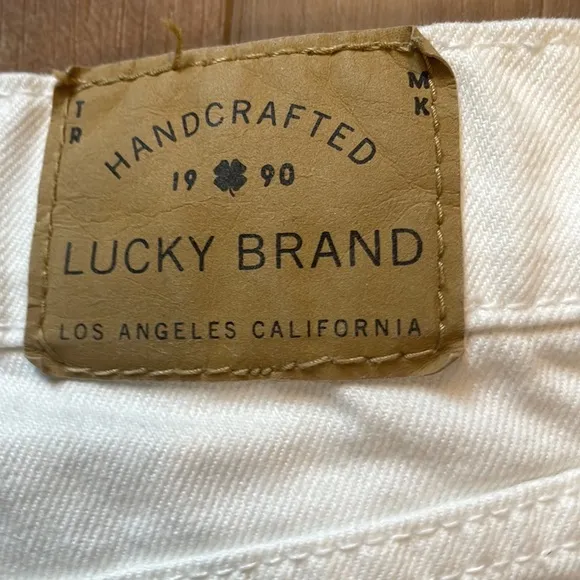 TR MK
HANDCRAFTED
19 90
LUCKY BRAND
LOS ANGELES CALIFORNIA